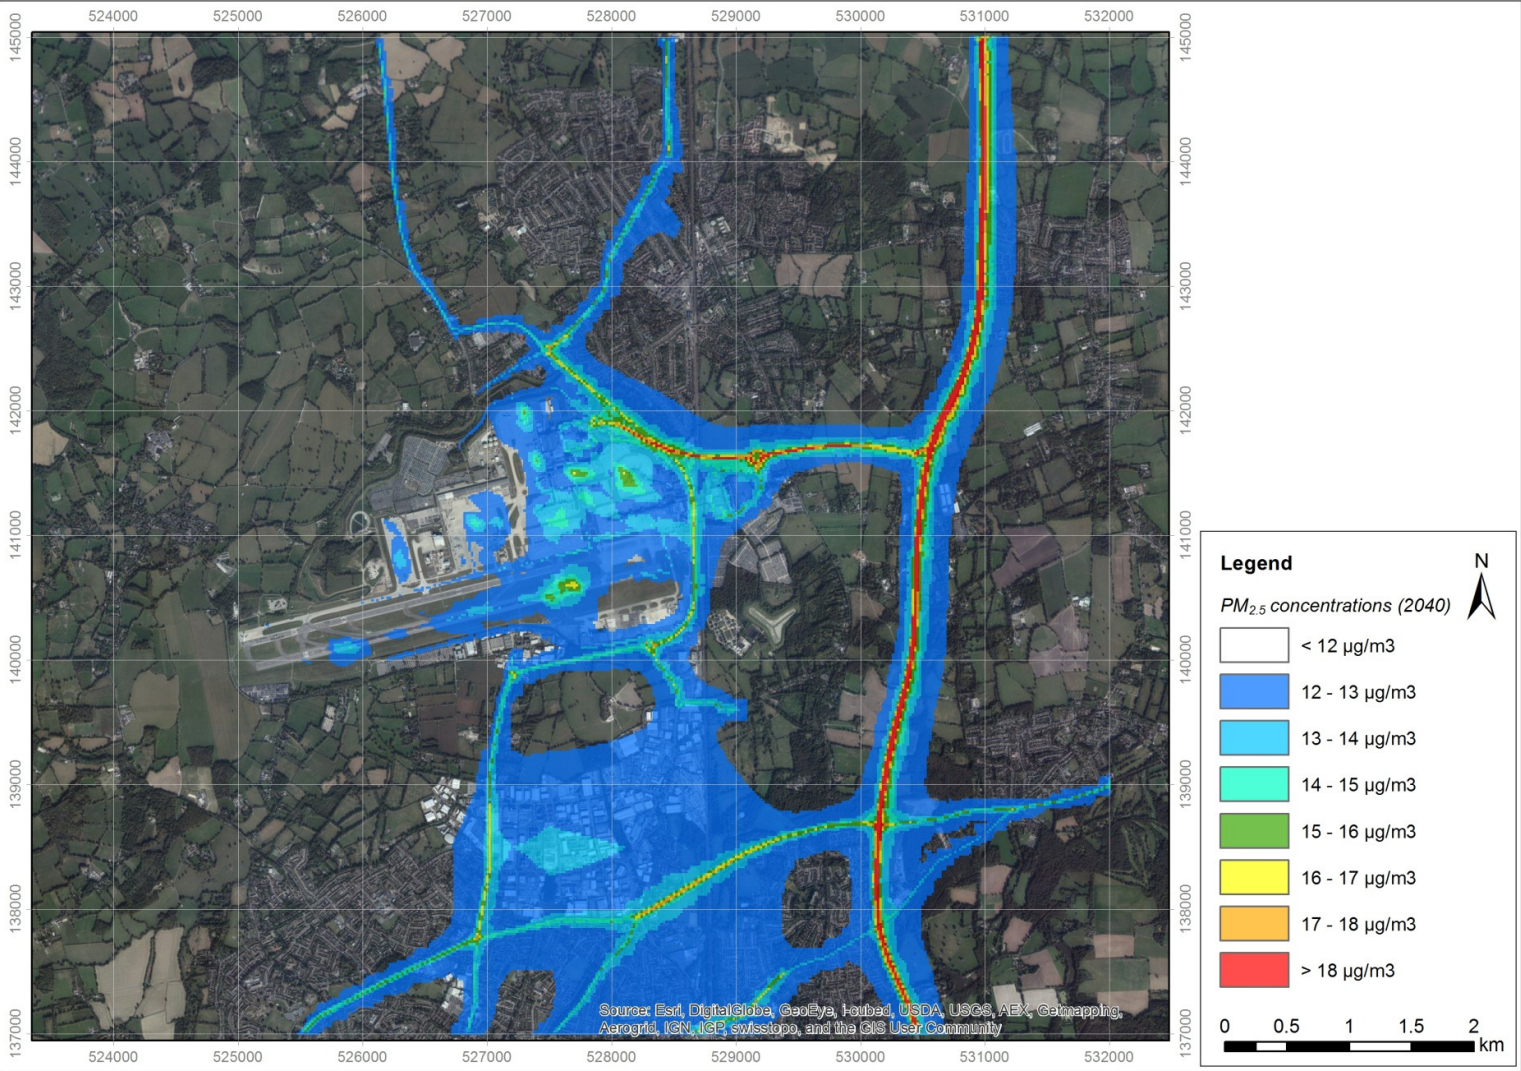 524000 525000 526000 527000 528000 529000 530000 531000 532000
145000 145000
144000 144000
143000 143000
142000 142000
141000 141000
140000 140000
139000 139000
138000 138000
137000 137000
Source: Esri, DigitalGlobe, GeoEye, i-cubed, USDA, USGS, AEX, Getmapping,
Aerogrid, IGN, IGP, swisstopo, and the GIS User Community
524000 525000 526000 527000 528000 529000 530000 531000 532000
Legend
N
PM2.5 concentrations (2040)
< 12 µg/m3
12 - 13 µg/m3
13 - 14 µg/m3
14 - 15 µg/m3
15 - 16 µg/m3
16 - 17 µg/m3
17 - 18 µg/m3
> 18 µg/m3
0 0.5 1 1.5 2
km